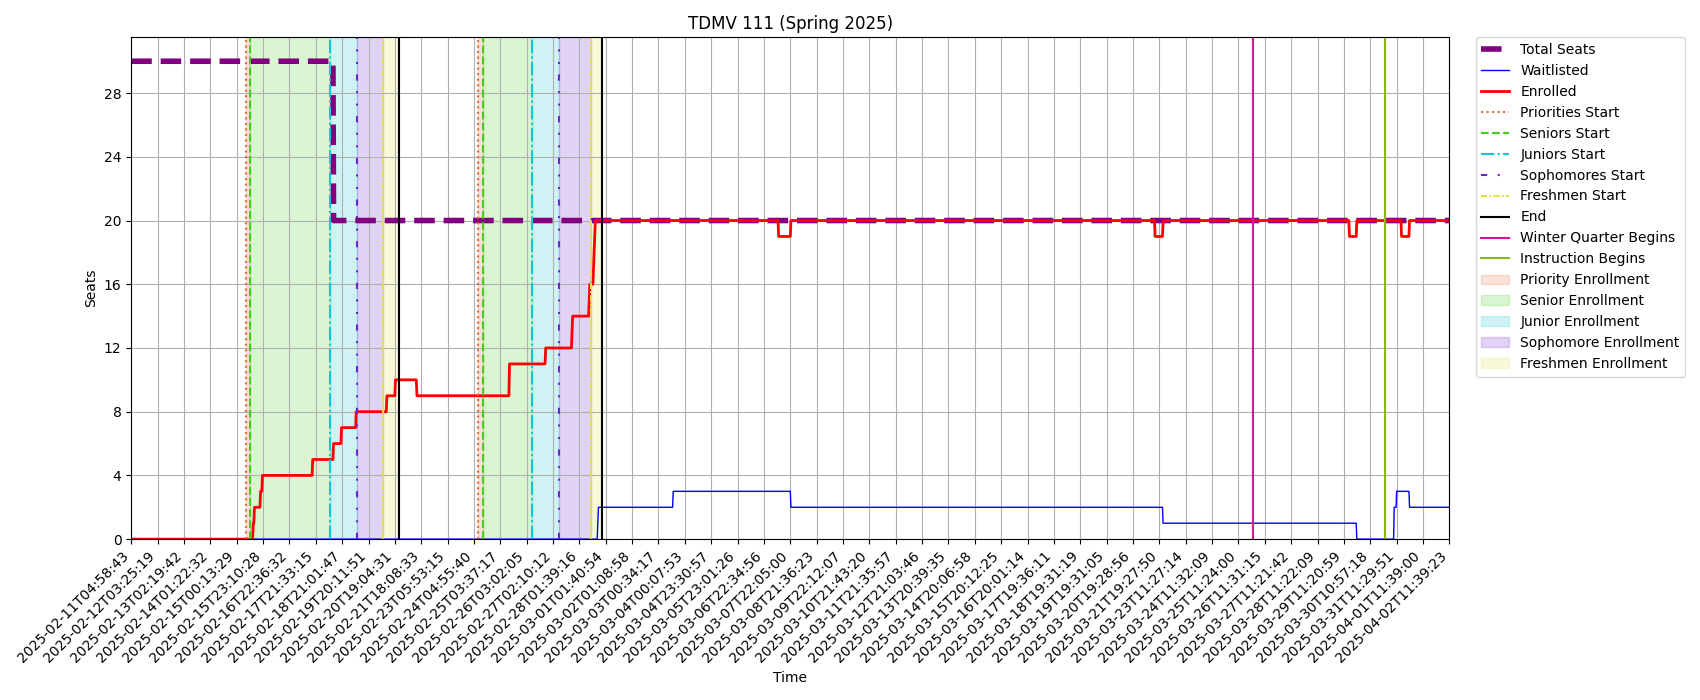 TDMV 111 (Spring 2025)
Seats
28
24
20
16
12
8
4
0
2025-02-11T04:58:43
2025-02-12T03:25:19
2025-02-13T02:19:42
2025-02-14T01:22:32
2025-02-15T00:13:29
2025-02-15T23:10:28
2025-02-16T22:36:32
2025-02-17T21:33:15
2025-02-18T21:01:47
2025-02-19T20:11:51
2025-02-20T19:04:31
2025-02-21T18:08:33
2025-02-23T05:53:15
2025-02-24T04:55:40
2025-02-25T03:37:17
2025-02-26T03:02:05
2025-02-27T02:10:12
2025-02-28T01:39:16
2025-03-01T01:40:54
2025-03-02T01:08:58
2025-03-03T00:34:17
2025-03-04T00:07:53
2025-03-04T23:30:57
2025-03-05T23:01:26
2025-03-06T22:34:56
2025-03-07T22:05:00
2025-03-08T21:36:23
2025-03-09T22:12:07
2025-03-10T21:43:20
2025-03-11T21:35:57
2025-03-12T21:03:46
2025-03-13T20:39:35
2025-03-14T20:06:58
2025-03-15T20:12:25
2025-03-16T20:01:14
2025-03-17T19:36:11
2025-03-18T19:31:19
2025-03-19T19:31:05
2025-03-20T19:28:56
2025-03-21T19:27:50
2025-03-23T11:27:14
2025-03-24T11:32:09
2025-03-25T11:24:00
2025-03-26T11:31:15
2025-03-27T11:21:42
2025-03-28T11:22:09
2025-03-29T11:20:59
2025-03-30T10:57:18
2025-03-31T11:29:51
2025-04-01T11:39:00
2025-04-02T11:39:23
Time
Total Seats
Waitlisted
Enrolled
Priorities Start
Seniors Start
Juniors Start
Sophomores Start
Freshmen Start
End
Winter Quarter Begins
Instruction Begins
Priority Enrollment
Senior Enrollment
Junior Enrollment
Sophomore Enrollment
Freshmen Enrollment